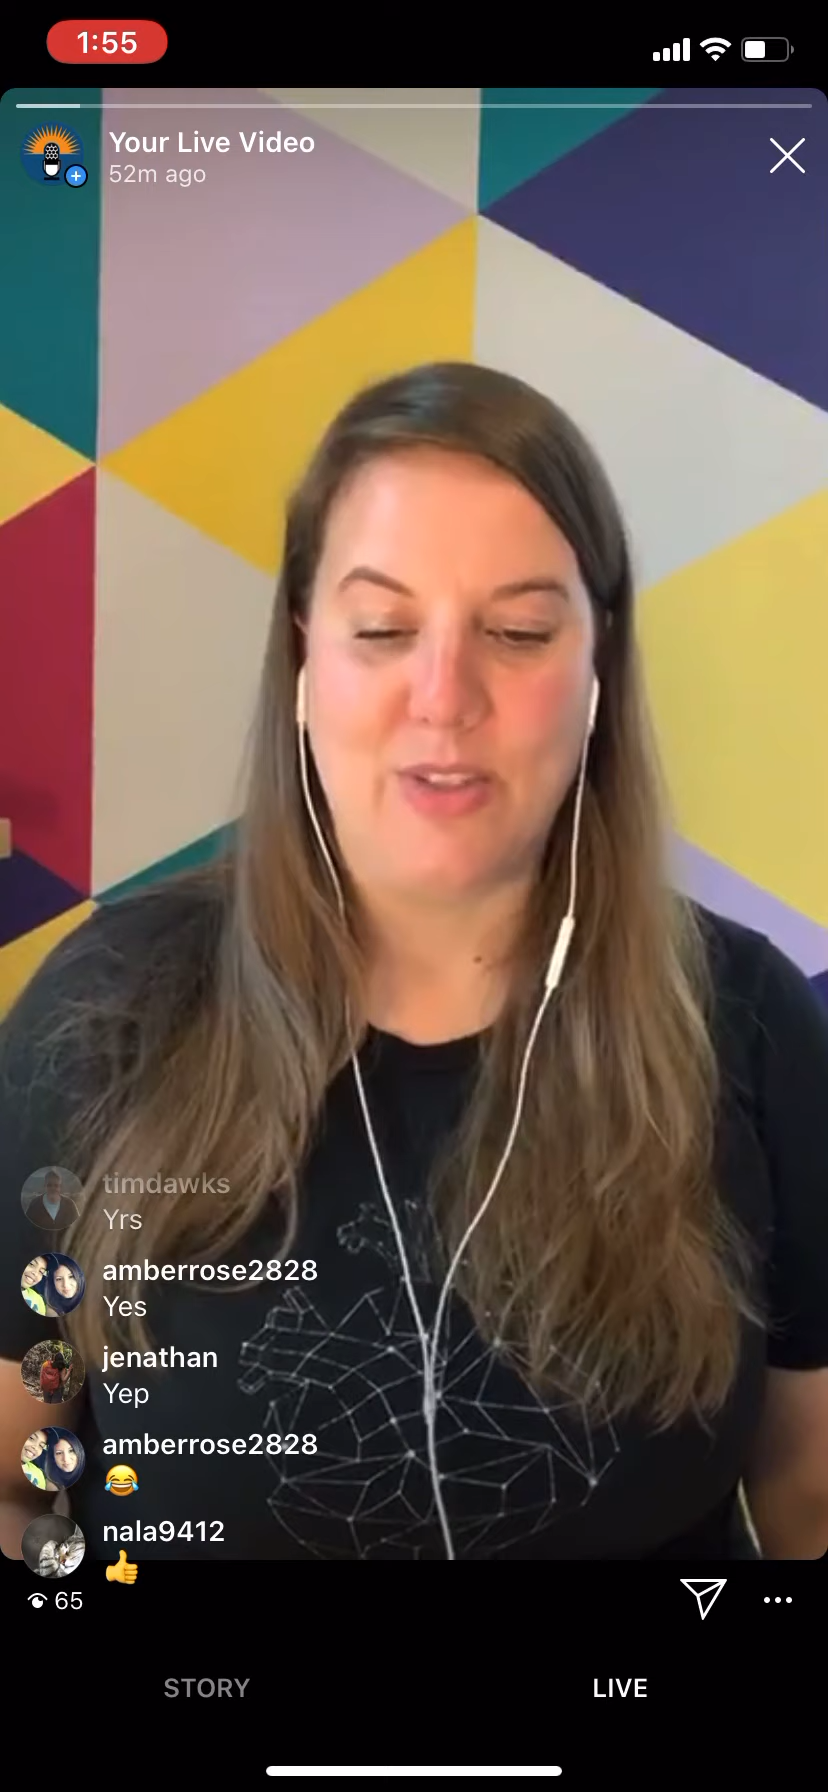 1:55
Your Live Video
52m ago
timdawks
Yrs
amberrose2828
Yes
jenathan
Yep
amberrose2828
😂
nala9412
👍
65
STORY
LIVE